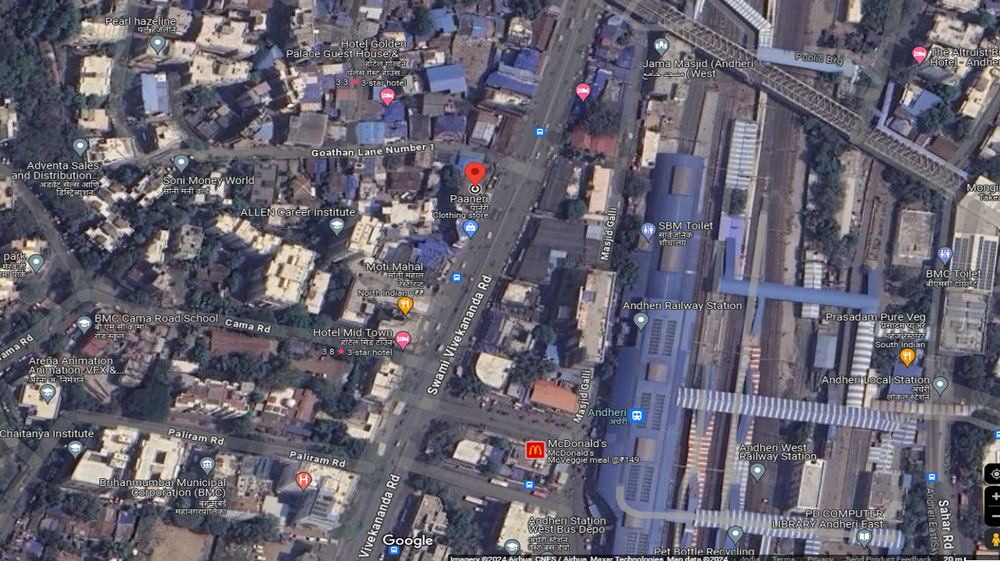 Pearl hazeline
पर्ल हेजलीन
Hotel Golden
Palace Guest House &...
हॉटेल गोल्डन
पॅलेस गेस्ट हाउस...
3.3 ★ 3-star hotel
Jama Masjid (Andheri
West) مسجد جامع
Public Brg
The Altruist B
Hotel - Andhe
Goathan Lane Number 1
Adventa Sales
and Distribution...
अडवेंट सेल्स आणि
डिस्ट्रिब्युशन...
Soni Money World
सोनी मनी वर्ल्ड
Paaneri
पानेरी
Clothing store
ALLEN Career Institute
Masjid Galli
SBM Toilet
सार्वजनिक
शौचालय
Mongi
Takea
park
BMC Toilet
बीएमसी टॉयलेट
Moti Mahal
मोती महाल
रेस्टॉरंट
North Indian • ₹₹
Swami Vivekananda Rd
Andheri Railway Station
BMC Cama Road School
बी एम सी कामा
रोड स्कूल
Cama Rd
Cama Rd
Hotel Mid Town
हॉटेल मिड टाउन
3.8 ★ 3-star hotel
Prasadam Pure Veg
प्रसादम प्युअर
व्हेज रेस्टॉरंट
South Indian
Arena Animation
Animation, VFX &...
अरेना अ‍ॅनिमेशन
Masjid Galli
Andheri Local Station
अंधेरी
लोकल स्टेशन
Andheri
अंधेरी
Chaitanya Institute
Paliram Rd
Paliram Rd
McDonald's
McDonald's
McVeggie meal @₹149
Andheri West
Railway Station
Brihanmumbai Municipal
Corporation (BMC)
बृहन्मुंबई
महानगरपालिका
Vivekananda Rd
Andheri East Sky
Sahar Rd
Andheri Station
West Bus Depo
अंधेरी स्टेशन
वेस्ट बस डेपो
PD COMPUTER
LIBRARY Andheri East
Google
Pet Bottle Recycling
Imagery ©2024 Airbus, CNES / Airbus, Maxar Technologies, Map data ©2024 India Terms Privacy Send Product Feedback 20 m